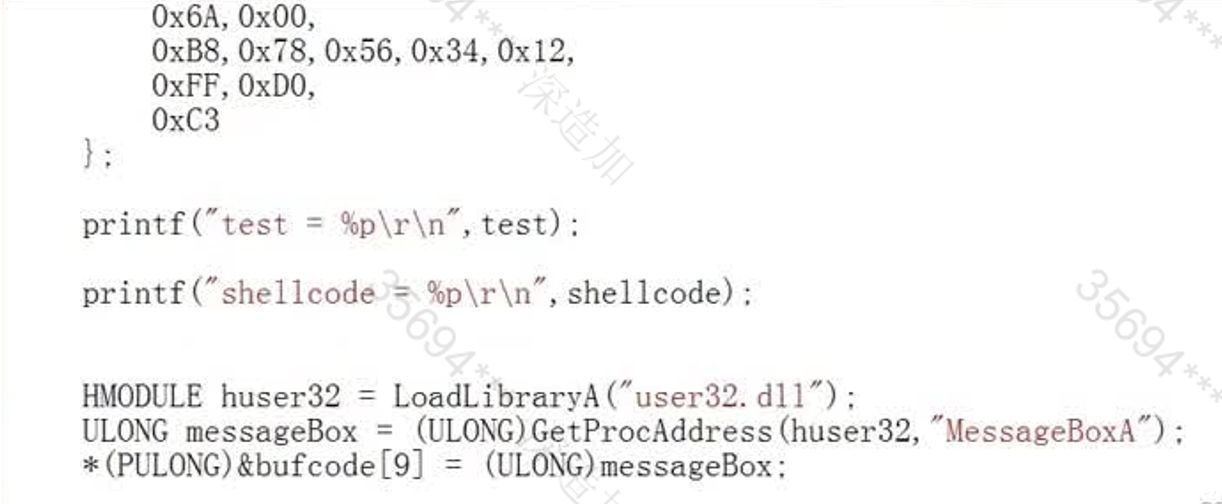 0x6A, 0x00,
0xB8, 0x78, 0x56, 0x34, 0x12,
0xFF, 0xD0,
0xC3
};
printf("test = %p\r\n", test);
printf("shellcode = %p\r\n", shellcode);
HMODULE huser32 = LoadLibraryA("user32.dll");
ULONG messageBox = (ULONG)GetProcAddress(huser32, "MessageBoxA");
*(PULONG)&bufcode[9] = (ULONG)messageBox;
深造加
35694***
35694***